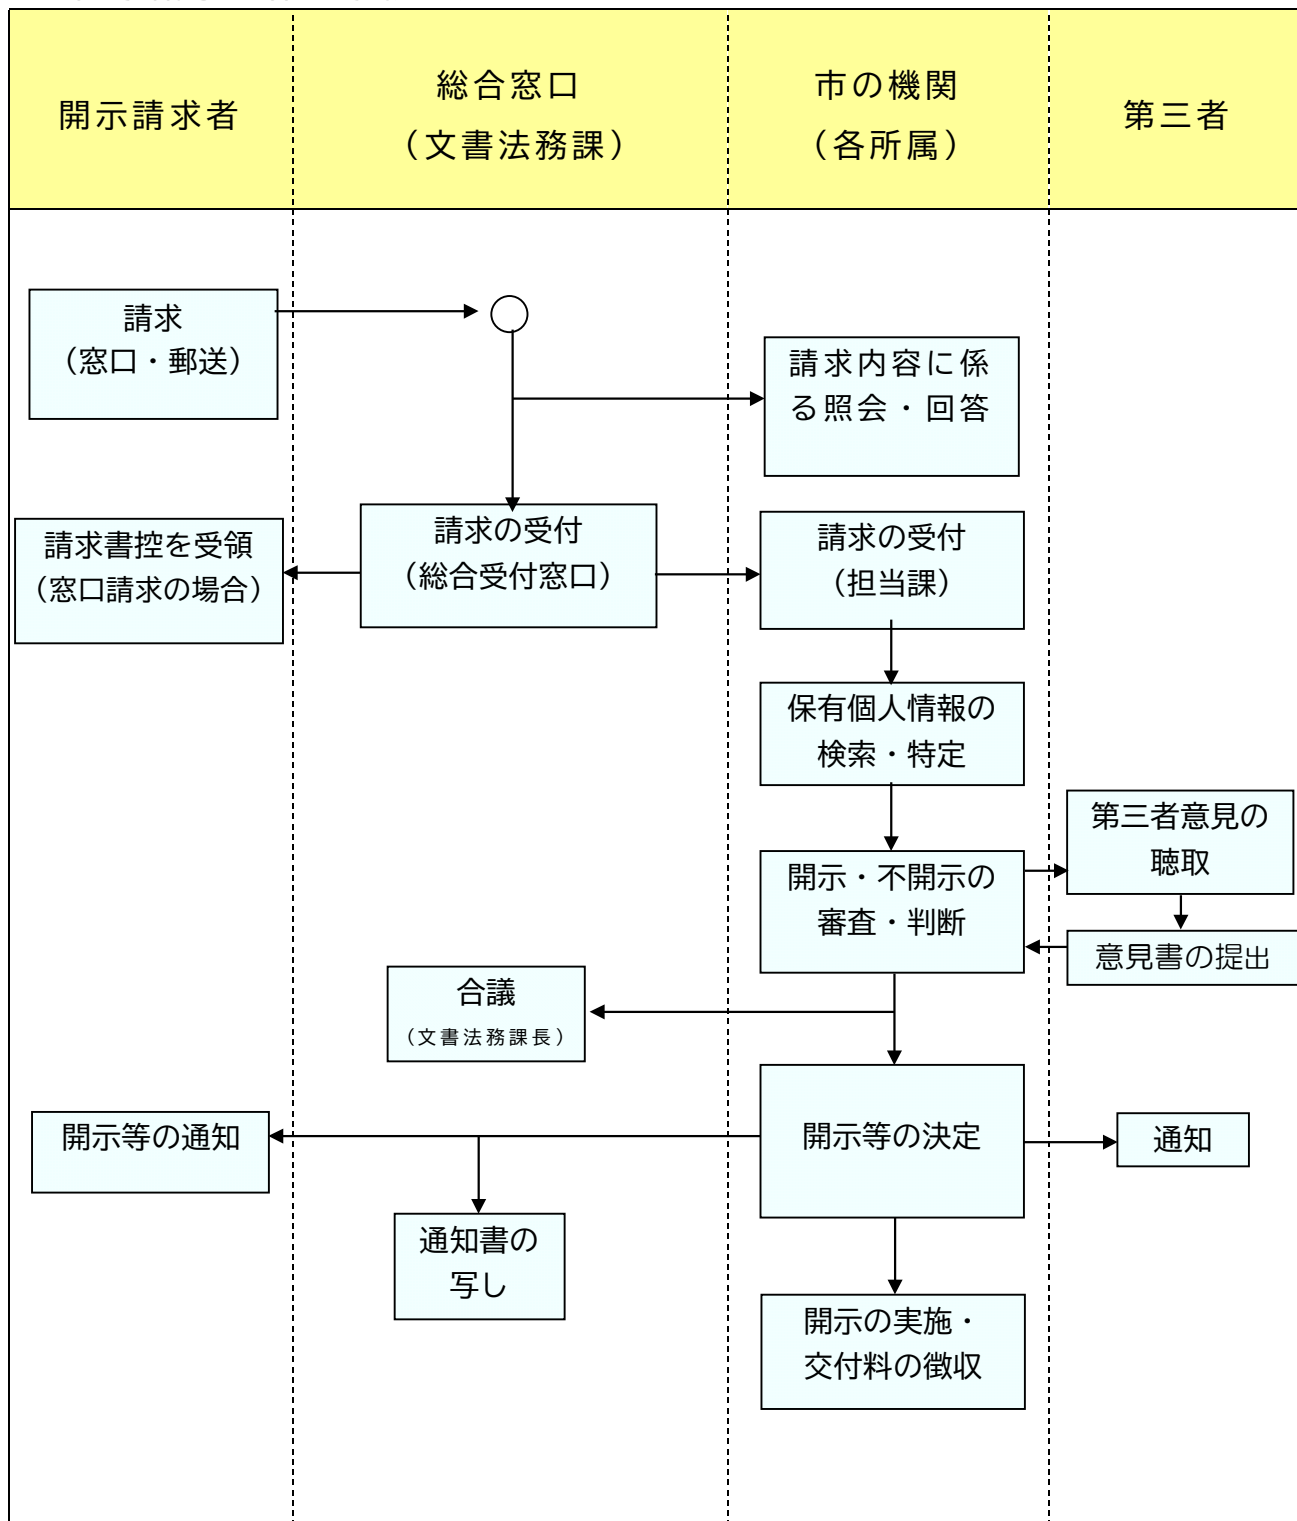 開示請求者
総合窓口
（文書法務課）
市の機関
（各所属）
第三者
請求
（窓口・郵送）
請求内容に係
る照会・回答
請求書控を受領
（窓口請求の場合）
請求の受付
（総合受付窓口）
請求の受付
（担当課）
保有個人情報の
検索・特定
第三者意見の
聴取
開示・不開示の
審査・判断
意見書の提出
合議
（文書法務課長）
開示等の通知
開示等の決定
通知
通知書の
写し
開示の実施・
交付料の徴収